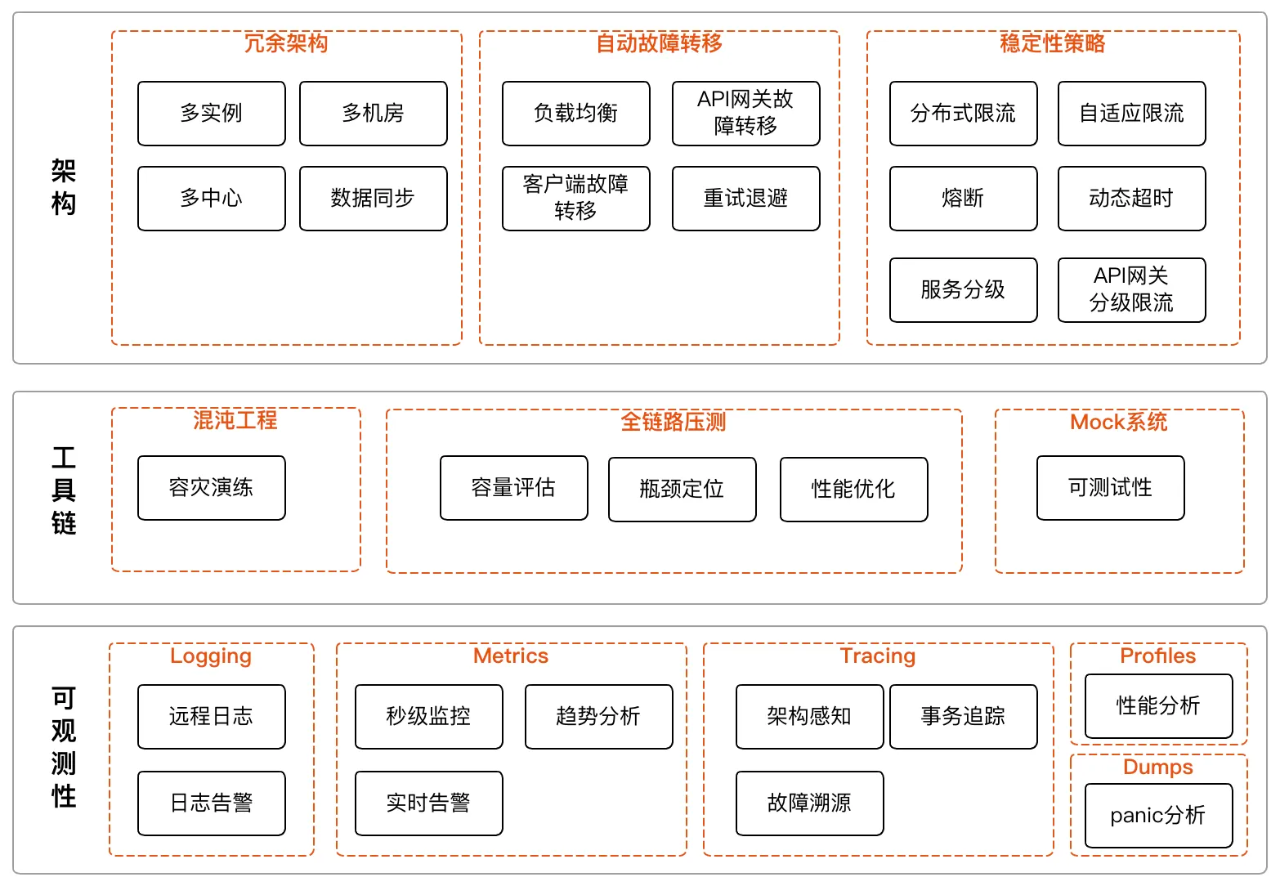 架构
冗余架构
多实例
多机房
多中心
数据同步
自动故障转移
负载均衡
API网关故
障转移
客户端故障
转移
重试退避
稳定性策略
分布式限流
自适应限流
熔断
动态超时
服务分级
API网关
分级限流
工具链
混沌工程
容灾演练
全链路压测
容量评估
瓶颈定位
性能优化
Mock系统
可测试性
可观测性
Logging
远程日志
日志告警
Metrics
秒级监控
趋势分析
实时告警
Tracing
架构感知
事务追踪
故障溯源
Profiles
性能分析
Dumps
panic分析